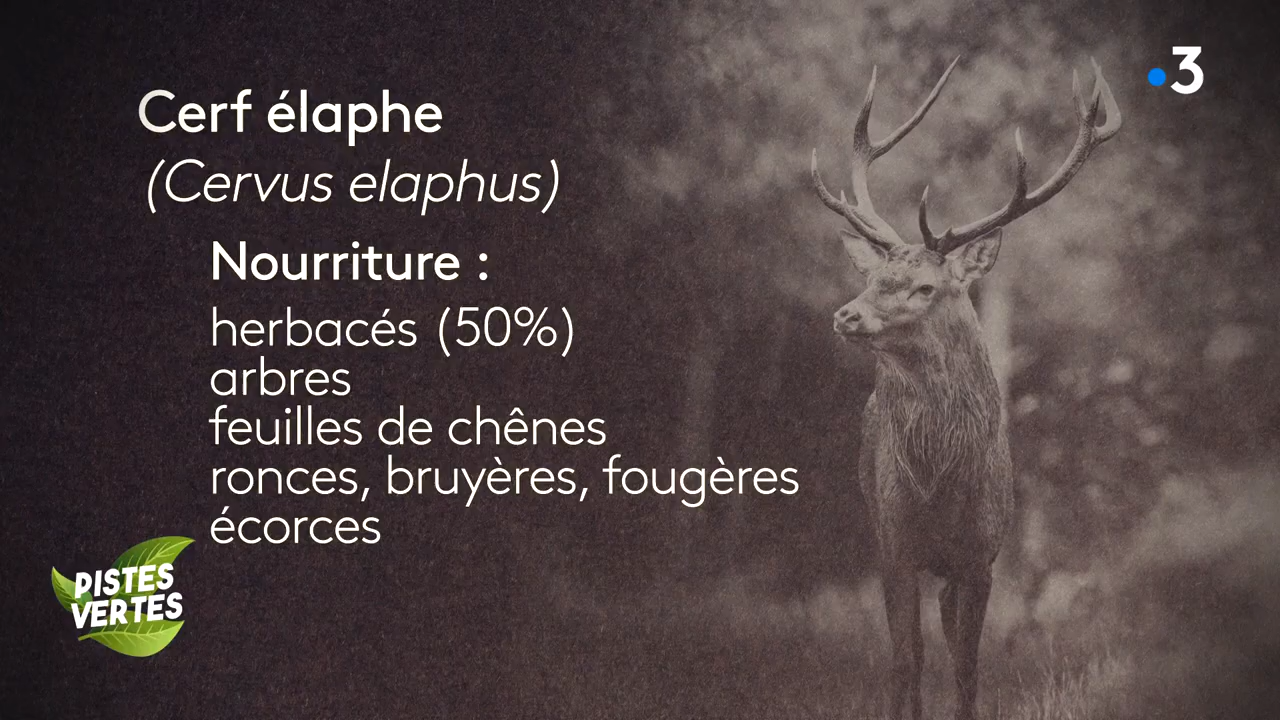 Cerf élaphe
(Cervus elaphus)
Nourriture :
herbacés (50%)
arbres
feuilles de chênes
ronces, bruyères, fougères
écorces
PISTES
VERTES
3